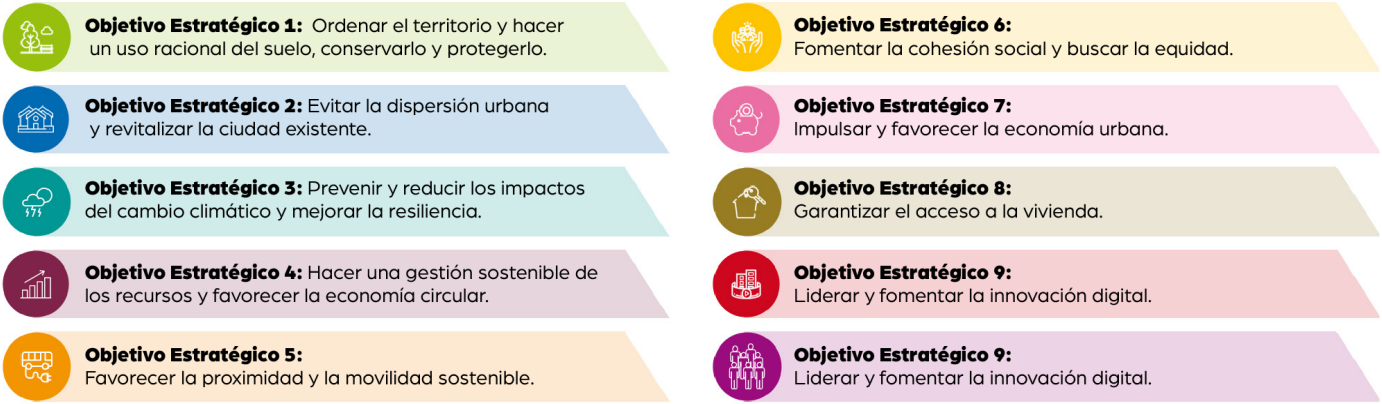 Objetivo Estratégico 1: Ordenar el territorio y hacer
un uso racional del suelo, conservarlo y protegerlo.
Objetivo Estratégico 2: Evitar la dispersión urbana
y revitalizar la ciudad existente.
Objetivo Estratégico 3: Prevenir y reducir los impactos
del cambio climático y mejorar la resiliencia.
Objetivo Estratégico 4: Hacer una gestión sostenible de
los recursos y favorecer la economía circular.
Objetivo Estratégico 5:
Favorecer la proximidad y la movilidad sostenible.
Objetivo Estratégico 6:
Fomentar la cohesión social y buscar la equidad.
Objetivo Estratégico 7:
Impulsar y favorecer la economía urbana.
Objetivo Estratégico 8:
Garantizar el acceso a la vivienda.
Objetivo Estratégico 9:
Liderar y fomentar la innovación digital.
Objetivo Estratégico 9:
Liderar y fomentar la innovación digital.